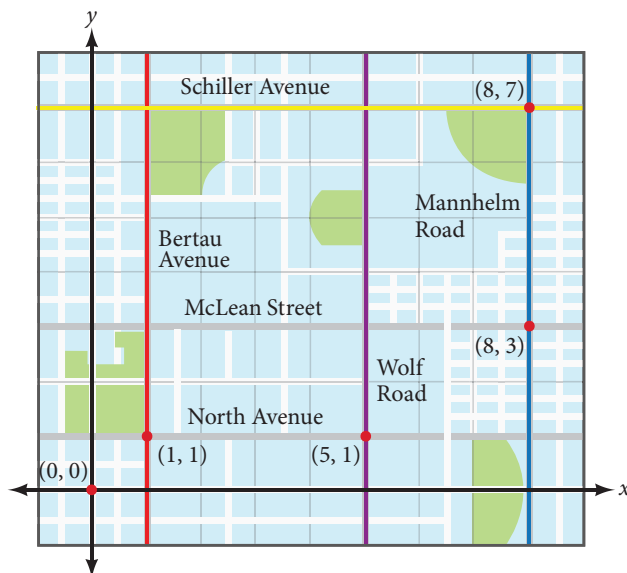 y
Schiller Avenue
(8, 7)
Mannhelm
Road
Bertau
Avenue
McLean Street
(8, 3)
Wolf
Road
North Avenue
(1, 1)
(5, 1)
(0, 0)
x